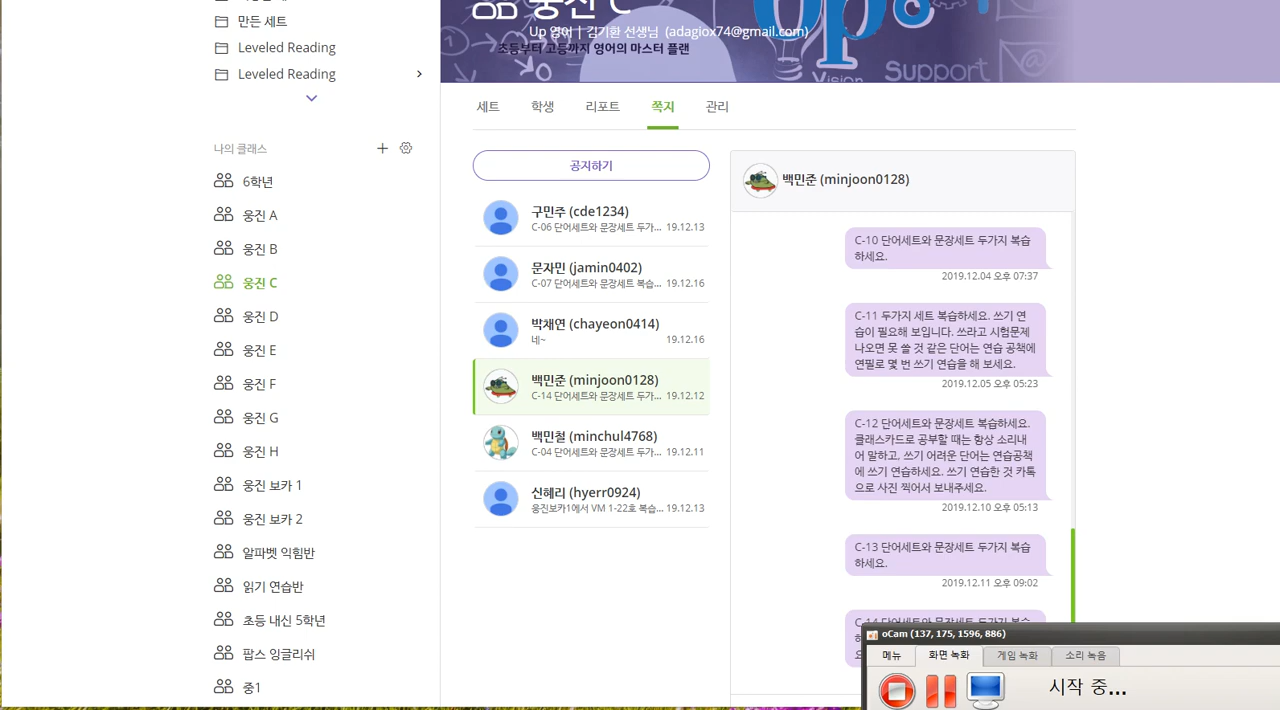 만든 세트
Leveled Reading
Leveled Reading
나의 클래스
6학년
웅진 A
웅진 B
웅진 C
웅진 D
웅진 E
웅진 F
웅진 G
웅진 H
웅진 보카 1
웅진 보카 2
알파벳 익힘반
읽기 연습반
초등 내신 5학년
팝스 잉글리쉬
중1
웅진 C
Up 영어 | 김기환 선생님 (adagiox74@gmail.com)
초등부터 고등까지 영어의 마스터 플랜
up
Vision
Support
세트
학생
리포트
쪽지
관리
공지하기
구민주 (cde1234)
C-06 단어세트와 문장세트 두가... 19.12.13
문자민 (jamin0402)
C-07 단어세트와 문장세트 복습... 19.12.16
박채연 (chayeon0414)
네~ 19.12.16
백민준 (minjoon0128)
C-14 단어세트와 문장세트 두가... 19.12.12
백민철 (minchul4768)
C-04 단어세트와 문장세트 두가... 19.12.11
신혜리 (hyerr0924)
웅진보카1에서 VM 1-22호 복습... 19.12.13
백민준 (minjoon0128)
C-10 단어세트와 문장세트 두가지 복습
하세요.
2019.12.04 오후 07:37
C-11 두가지 세트 복습하세요. 쓰기 연
습이 필요해 보입니다. 쓰라고 시험문제
나오면 못 쓸 것 같은 단어는 연습 공책에
연필로 몇 번 쓰기 연습을 해 보세요.
2019.12.05 오후 05:23
C-12 단어세트와 문장세트 복습하세요.
클래스카드로 공부할 때는 항상 소리내
어 말하고, 쓰기 어려운 단어는 연습공책
에 쓰기 연습하세요. 쓰기 연습한 것 카톡
으로 사진 찍어서 보내주세요.
2019.12.10 오후 05:13
C-13 단어세트와 문장세트 두가지 복습
하세요.
2019.12.11 오후 09:02
C-14 단어세트와 문장세트 두가지 복습
oCam (137, 175, 1596, 886)
메뉴
화면 녹화
게임 녹화
소리 녹음
시작 중...